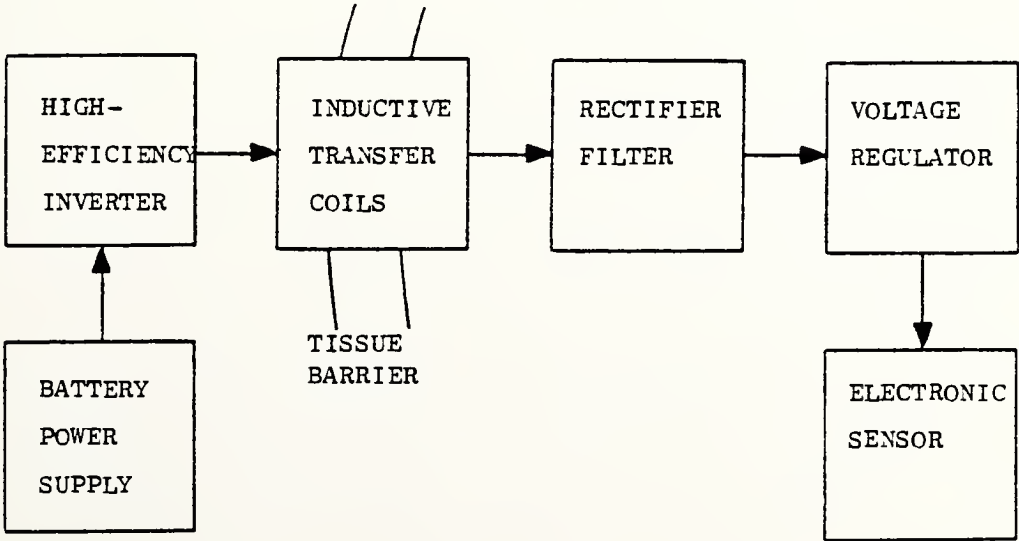 HIGH-
EFFICIENCY
INVERTER
INDUCTIVE
TRANSFER
COILS
RECTIFIER
FILTER
VOLTAGE
REGULATOR
TISSUE
BARRIER
BATTERY
POWER
SUPPLY
ELECTRONIC
SENSOR